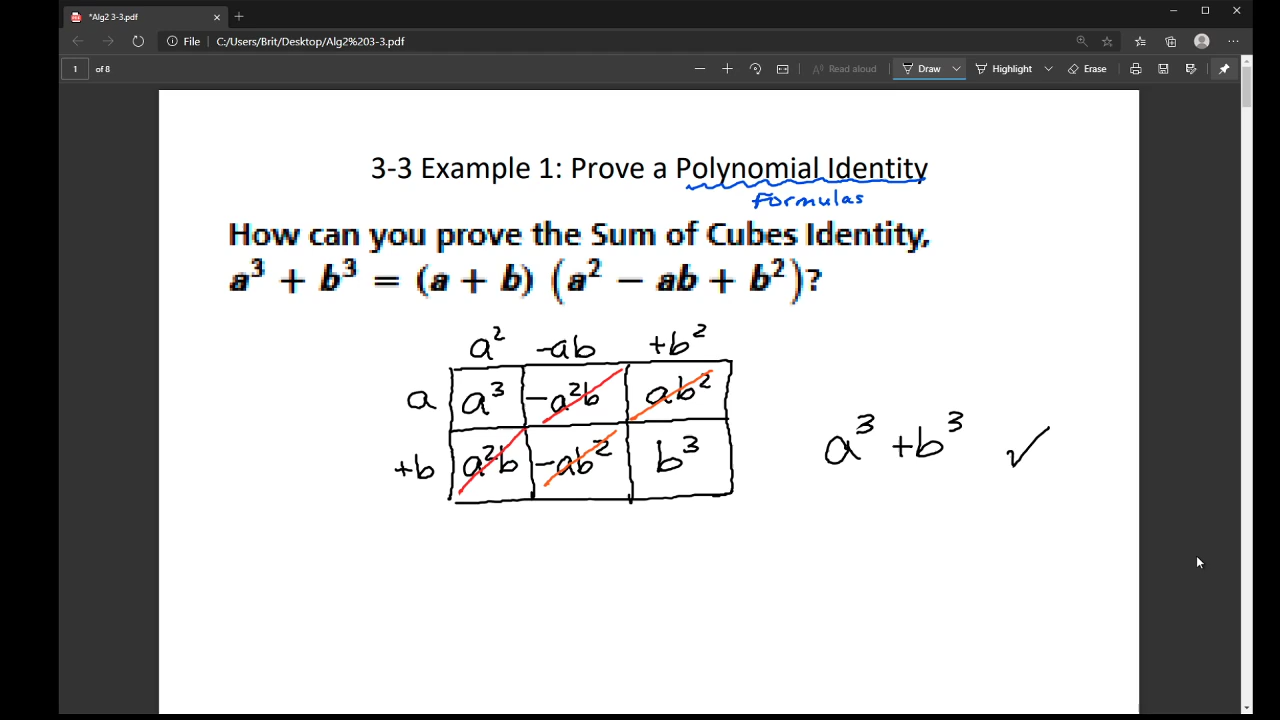 *Alg2 3-3.pdf
File | C:/Users/Brit/Desktop/Alg2%203-3.pdf
1 of 8 Read aloud Draw Highlight Erase
3-3 Example 1: Prove a Polynomial Identity
Formulas
How can you prove the Sum of Cubes Identity,
a³ + b³ = (a + b) (a² − ab + b²)?
a² -ab +b²
a a³ -a²b ab²
+b a²b -ab² b³
a³ +b³ ✓